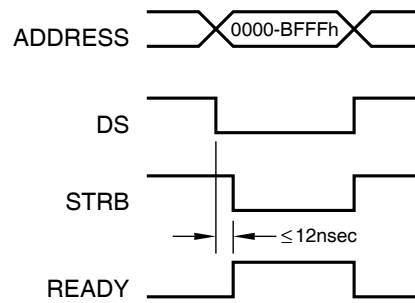 ADDRESS 0000-BFFFh
DS
STRB
≤12nsec
READY